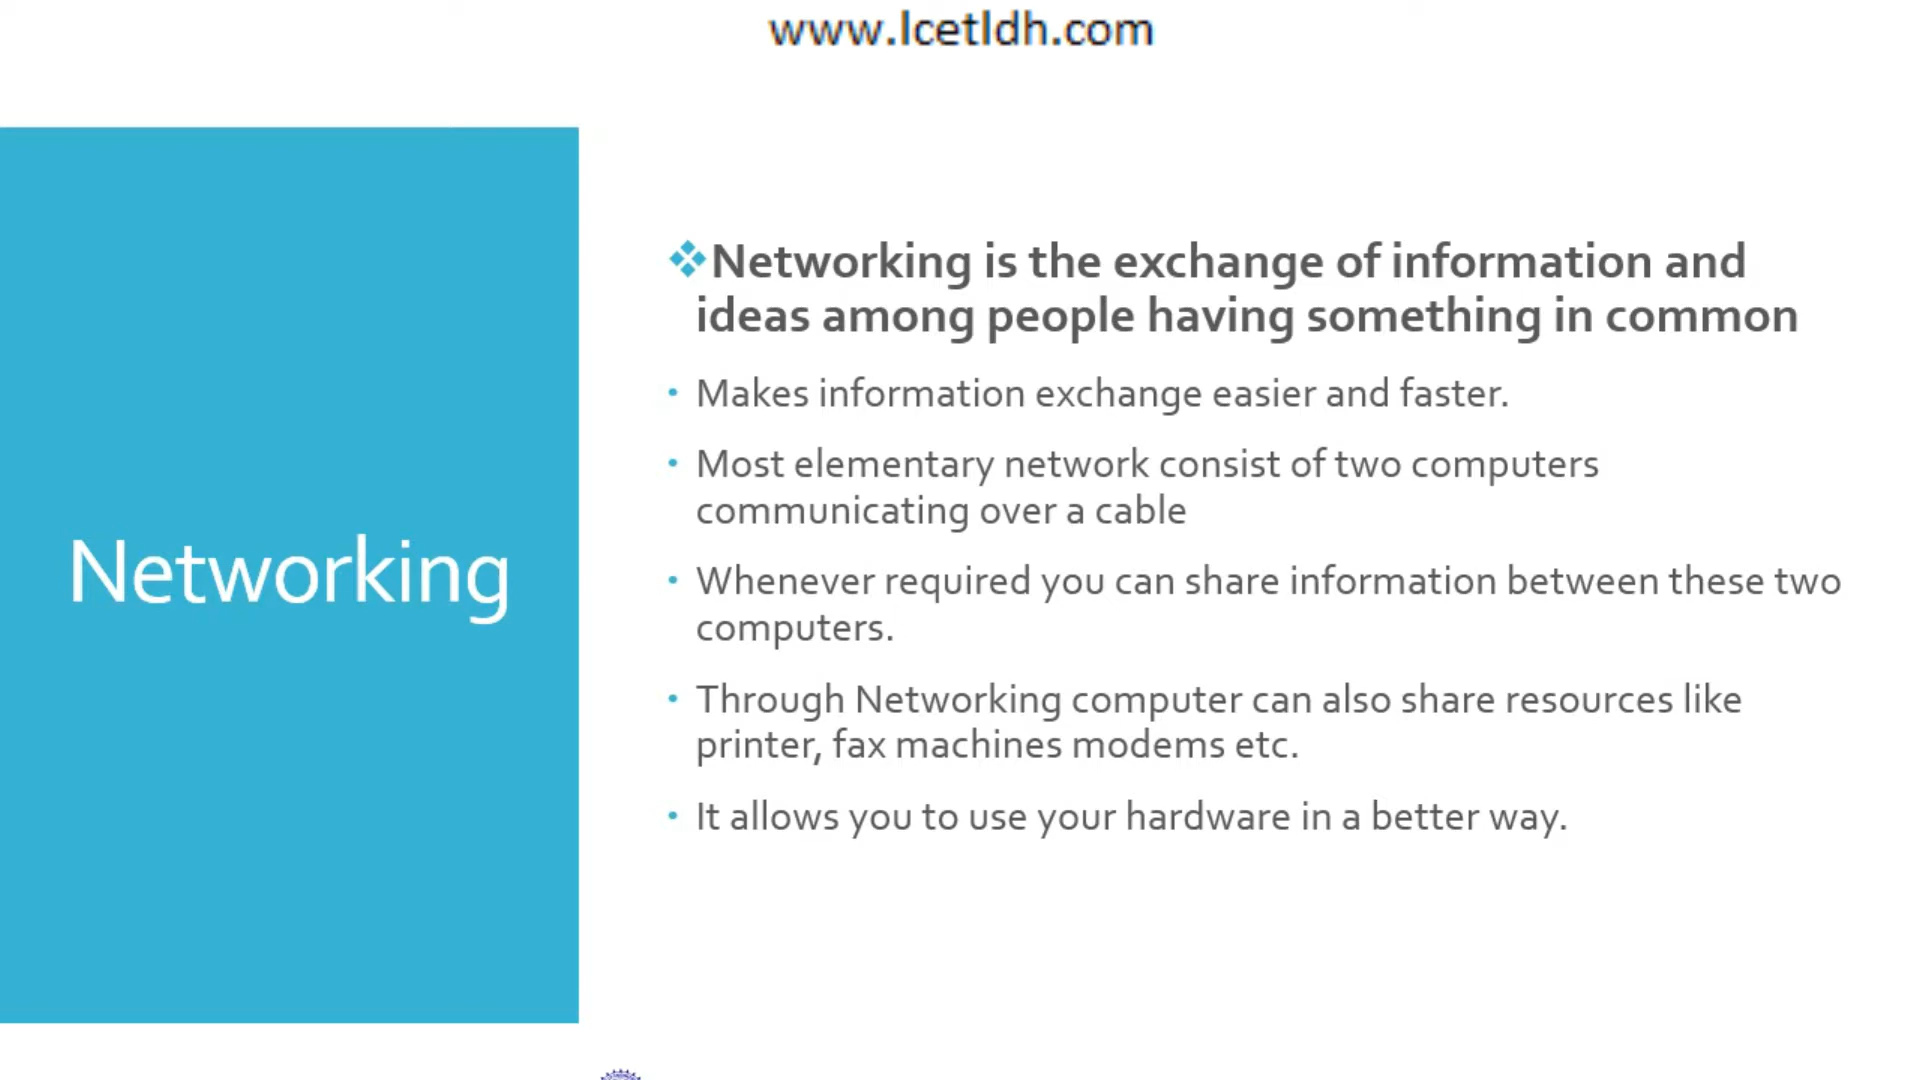 www.lcetldh.com
Networking
❖Networking is the exchange of information and
ideas among people having something in common
• Makes information exchange easier and faster.
• Most elementary network consist of two computers
communicating over a cable
• Whenever required you can share information between these two
computers.
• Through Networking computer can also share resources like
printer, fax machines modems etc.
• It allows you to use your hardware in a better way.